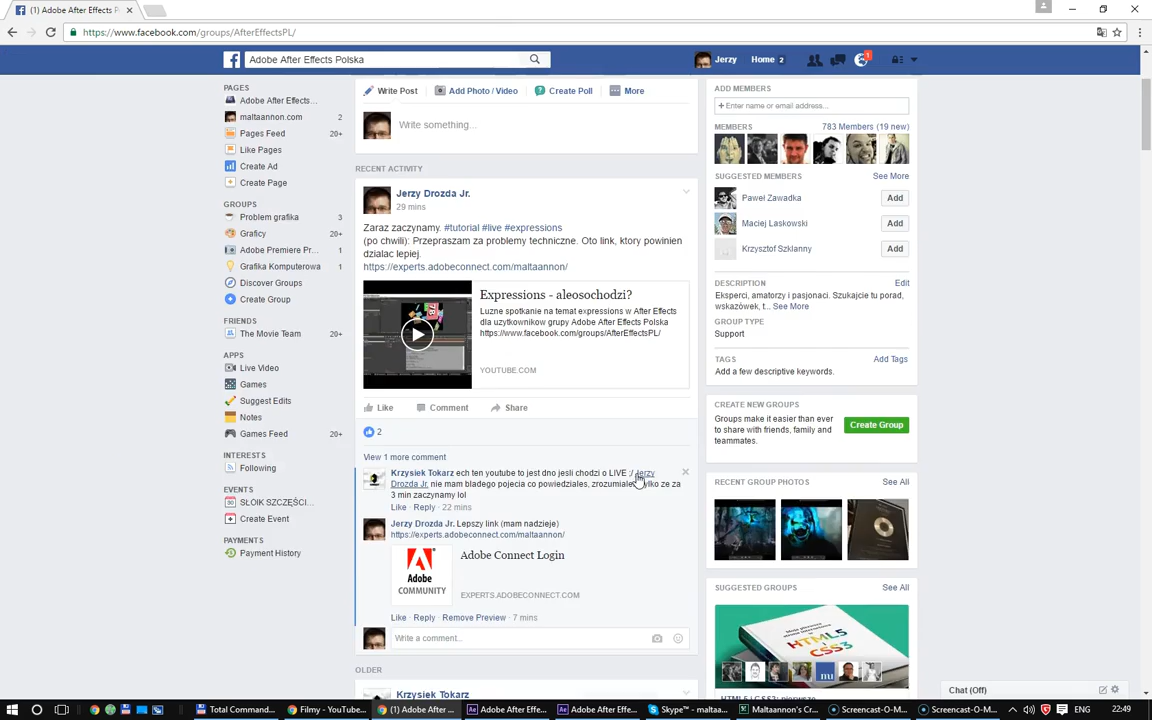 (1) Adobe After Effects P
https://www.facebook.com/groups/AfterEffectsPL/
Adobe After Effects Polska
Jerzy
Home 2
1
PAGES
Adobe After Effects...
maltaannon.com 2
Pages Feed 20+
Like Pages
Create Ad
Create Page
GROUPS
Problem grafika 3
Graficy 20+
Adobe Premiere Pr... 1
Grafika Komputerowa 1
Discover Groups
Create Group
FRIENDS
The Movie Team 20+
APPS
Live Video
Games
Suggest Edits
Notes
Games Feed 20+
INTERESTS
Following
EVENTS
SŁOIK SZCZĘŚCI...
Create Event
PAYMENTS
Payment History
Write Post
Add Photo / Video
Create Poll
More
Write something...
RECENT ACTIVITY
Jerzy Drozda Jr.
29 mins
Zaraz zaczynamy. #tutorial #live #expressions
(po chwili): Przepraszam za problemy techniczne. Oto link, ktory powinien
dzialac lepiej.
https://experts.adobeconnect.com/maltaannon/
Expressions - aleosochodzi?
Luzne spotkanie na temat expressions w After Effects
dla uzytkownikow grupy Adobe After Effects Polska
https://www.facebook.com/groups/AfterEffectsPL/
YOUTUBE.COM
Like
Comment
Share
2
View 1 more comment
Krzysiek Tokarz ech ten youtube to jest dno jesli chodzi o LIVE :/ Jerzy
Drozda Jr. nie mam bladego pojecia co powiedziales, zrozumiale tylko ze za
3 min zaczynamy lol
Like · Reply · 22 mins
Jerzy Drozda Jr. Lepszy link (mam nadzieje)
https://experts.adobeconnect.com/maltaannon/
Adobe
COMMUNITY
Adobe Connect Login
EXPERTS.ADOBECONNECT.COM
Like · Reply · Remove Preview · 7 mins
Write a comment...
OLDER
Krzysiek Tokarz
ADD MEMBERS
+ Enter name or email address...
MEMBERS
783 Members (19 new)
SUGGESTED MEMBERS
See More
Paweł Zawadka
Add
Maciej Laskowski
Add
Krzysztof Szklanny
Add
DESCRIPTION
Edit
Eksperci, amatorzy i pasjonaci. Szukajcie tu porad,
wskazówek, t... See More
GROUP TYPE
Support
TAGS
Add Tags
Add a few descriptive keywords.
CREATE NEW GROUPS
Groups make it easier than ever
to share with friends, family and
teammates.
Create Group
RECENT GROUP PHOTOS
See All
SUGGESTED GROUPS
See All
HTML5
CSS3
nu
Chat (Off)
Total Command...
Filmy - YouTube...
(1) Adobe After ...
Adobe After Effe...
Adobe After Effe...
Skype™ - maltaa...
Maltaannon's Cr...
Screencast-O-M...
Screencast-O-M...
22:49